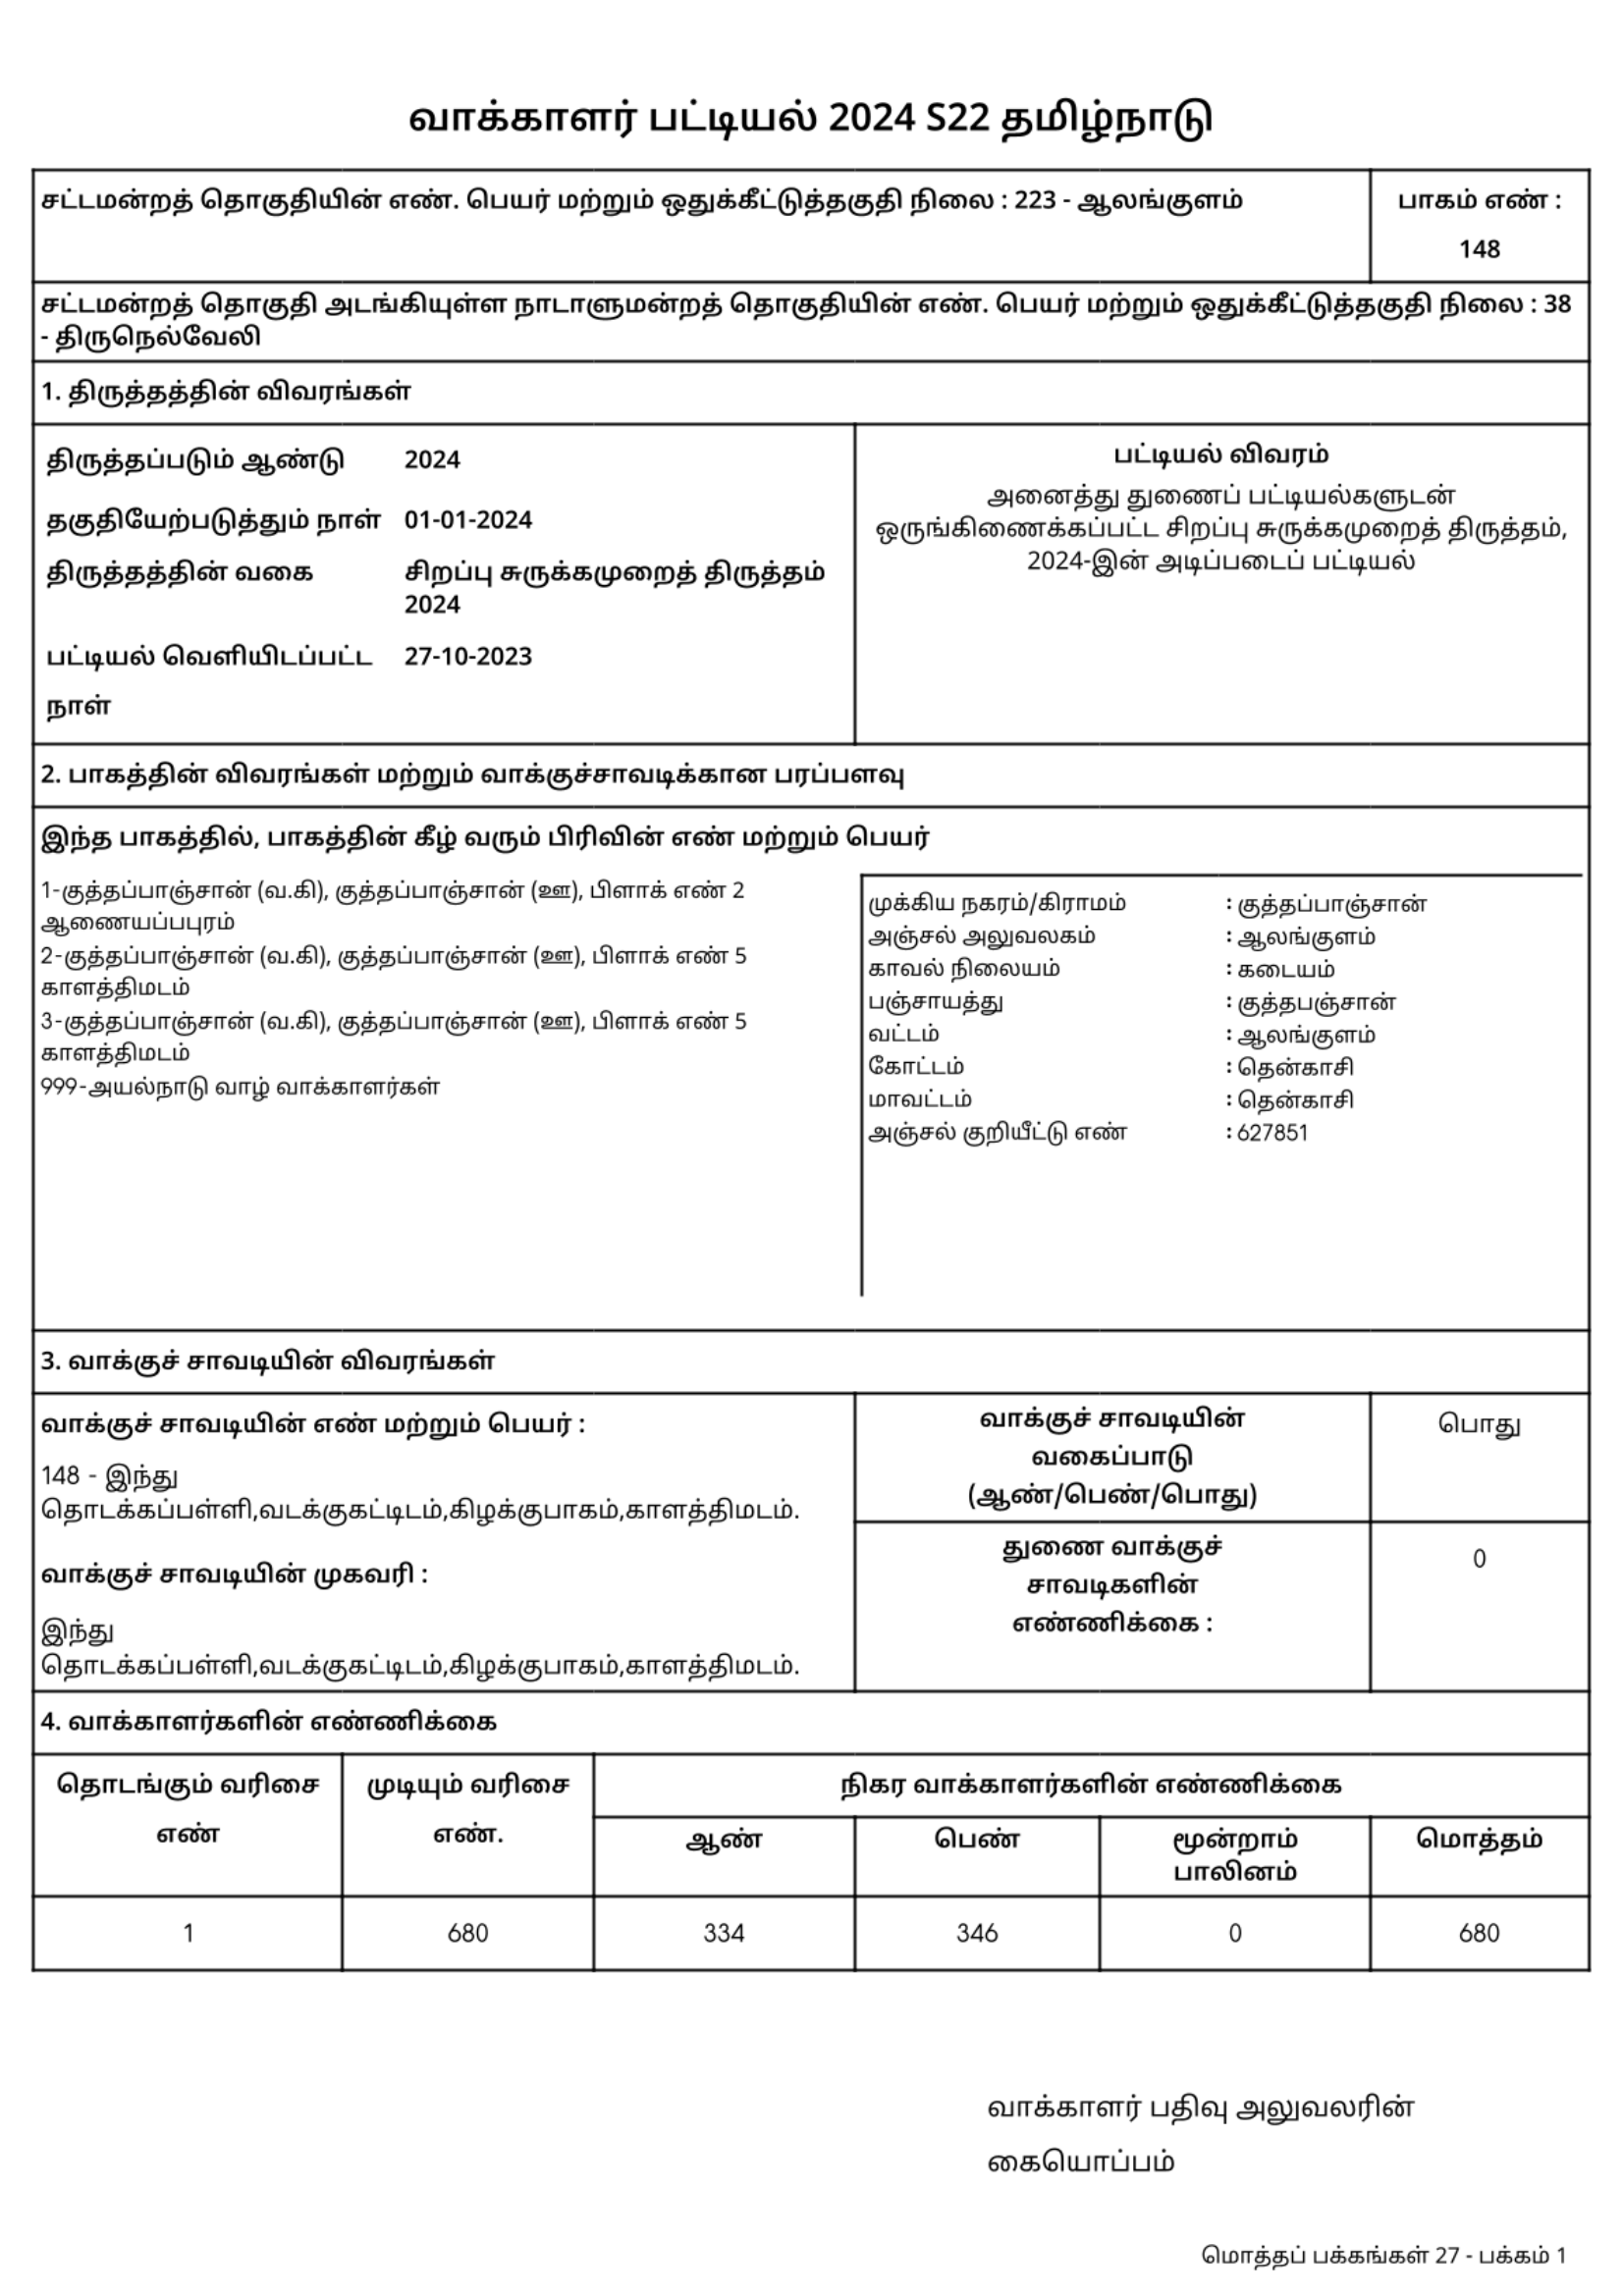 வாக்காளர் பட்டியல் 2024 S22 தமிழ்நாடு
சட்டமன்றத் தொகுதியின் எண். பெயர் மற்றும் ஒதுக்கீட்டுத்தகுதி நிலை : 223 - ஆலங்குளம்
பாகம் எண் :
148
சட்டமன்றத் தொகுதி அடங்கியுள்ள நாடாளுமன்றத் தொகுதியின் எண். பெயர் மற்றும் ஒதுக்கீட்டுத்தகுதி நிலை : 38
- திருநெல்வேலி
1. திருத்தத்தின் விவரங்கள்
திருத்தப்படும் ஆண்டு 2024
தகுதியேற்படுத்தும் நாள் 01-01-2024
திருத்தத்தின் வகை சிறப்பு சுருக்கமுறைத் திருத்தம்
2024
பட்டியல் வெளியிடப்பட்ட 27-10-2023
நாள்
பட்டியல் விவரம்
அனைத்து துணைப் பட்டியல்களுடன்
ஒருங்கிணைக்கப்பட்ட சிறப்பு சுருக்கமுறைத் திருத்தம்,
2024-இன் அடிப்படைப் பட்டியல்
2. பாகத்தின் விவரங்கள் மற்றும் வாக்குச்சாவடிக்கான பரப்பளவு
இந்த பாகத்தில், பாகத்தின் கீழ் வரும் பிரிவின் எண் மற்றும் பெயர்
1-குத்தப்பாஞ்சான் (வ.கி), குத்தப்பாஞ்சான் (ஊ), பிளாக் எண் 2
ஆணையப்பபுரம்
2-குத்தப்பாஞ்சான் (வ.கி), குத்தப்பாஞ்சான் (ஊ), பிளாக் எண் 5
காளத்திமடம்
3-குத்தப்பாஞ்சான் (வ.கி), குத்தப்பாஞ்சான் (ஊ), பிளாக் எண் 5
காளத்திமடம்
999-அயல்நாடு வாழ் வாக்காளர்கள்
முக்கிய நகரம்/கிராமம் : குத்தப்பாஞ்சான்
அஞ்சல் அலுவலகம் : ஆலங்குளம்
காவல் நிலையம் : கடையம்
பஞ்சாயத்து : குத்தபஞ்சான்
வட்டம் : ஆலங்குளம்
கோட்டம் : தென்காசி
மாவட்டம் : தென்காசி
அஞ்சல் குறியீட்டு எண் : 627851
3. வாக்குச் சாவடியின் விவரங்கள்
வாக்குச் சாவடியின் எண் மற்றும் பெயர் :
148 - இந்து
தொடக்கப்பள்ளி,வடக்குகட்டிடம்,கிழக்குபாகம்,காளத்திமடம்.
வாக்குச் சாவடியின் முகவரி :
இந்து
தொடக்கப்பள்ளி,வடக்குகட்டிடம்,கிழக்குபாகம்,காளத்திமடம்.
வாக்குச் சாவடியின்
வகைப்பாடு
(ஆண்/பெண்/பொது)
பொது
துணை வாக்குச்
சாவடிகளின்
எண்ணிக்கை :
0
4. வாக்காளர்களின் எண்ணிக்கை
தொடங்கும் வரிசை
எண்
முடியும் வரிசை
எண்.
நிகர வாக்காளர்களின் எண்ணிக்கை
ஆண்
பெண்
மூன்றாம்
பாலினம்
மொத்தம்
1 680 334 346 0 680
வாக்காளர் பதிவு அலுவலரின்
கையொப்பம்
மொத்தப் பக்கங்கள் 27 - பக்கம் 1